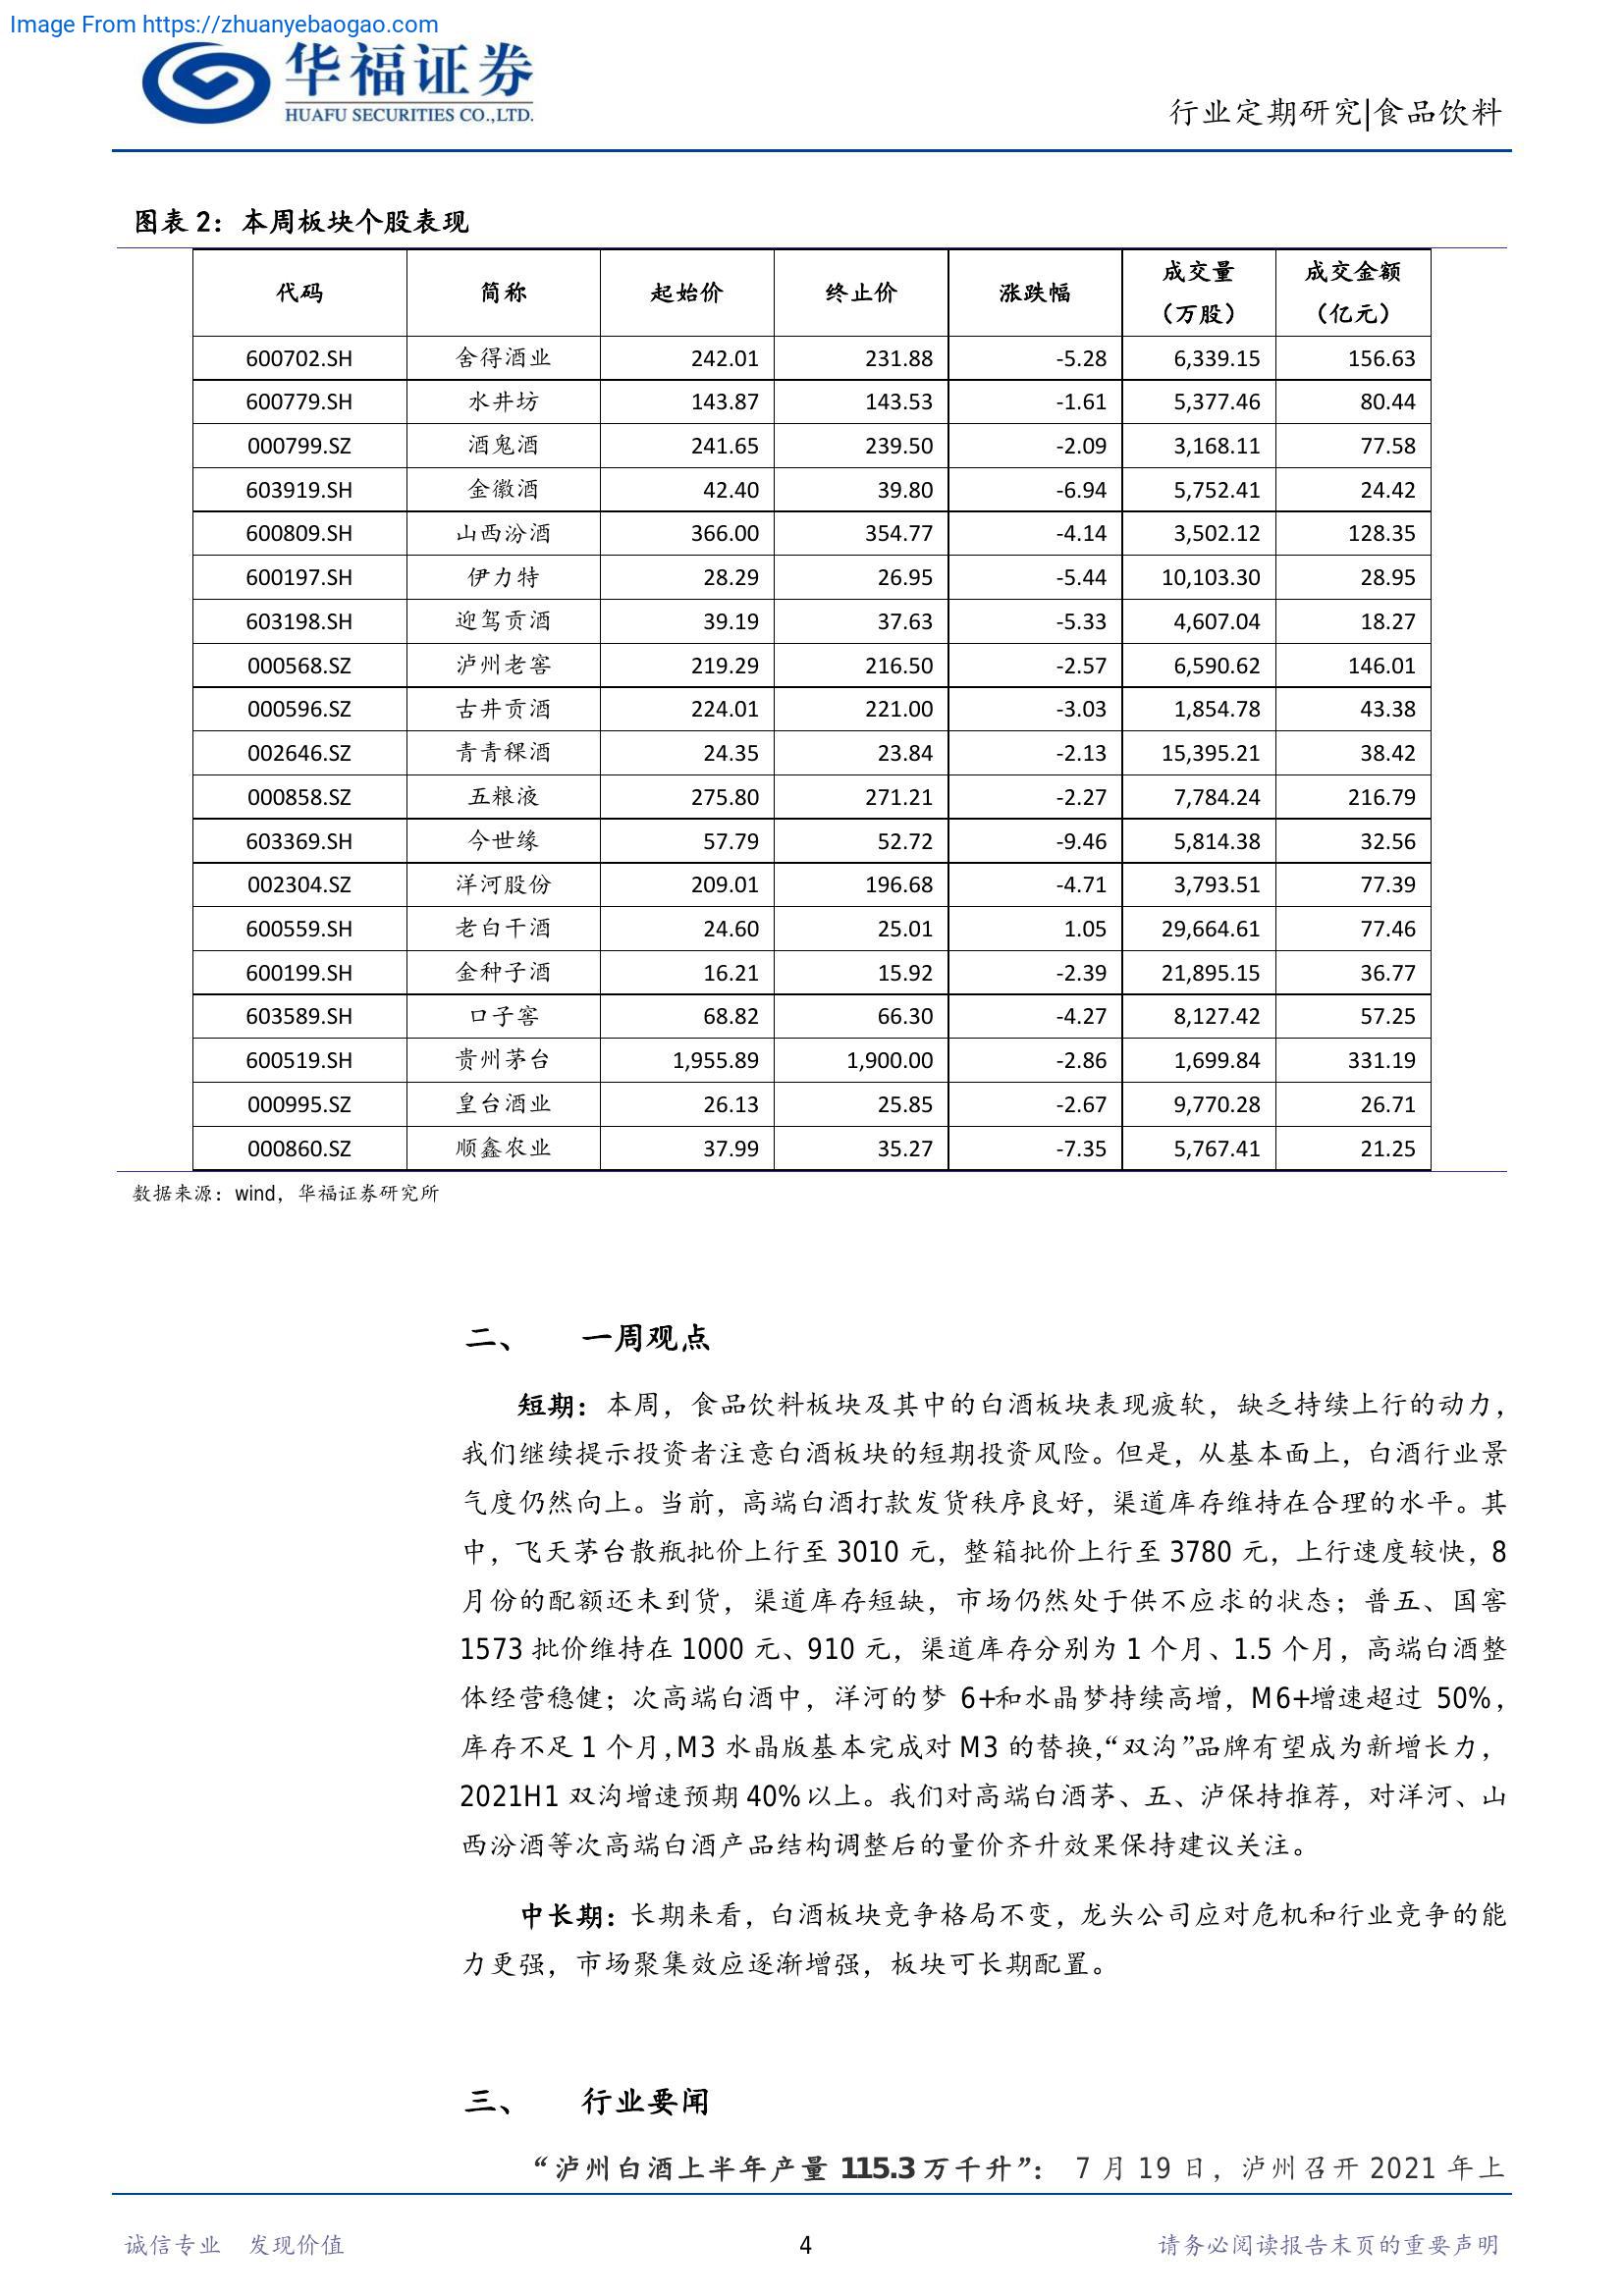 Image From https://zhuanyebaogao.com
华福证券
HUAFU SECURITIES CO.,LTD.
行业定期研究|食品饮料
图表 2：本周板块个股表现
代码 简称 起始价 终止价 涨跌幅 成交量（万股） 成交金额（亿元）
600702.SH 舍得酒业 242.01 231.88 -5.28 6,339.15 156.63
600779.SH 水井坊 143.87 143.53 -1.61 5,377.46 80.44
000799.SZ 酒鬼酒 241.65 239.50 -2.09 3,168.11 77.58
603919.SH 金徽酒 42.40 39.80 -6.94 5,752.41 24.42
600809.SH 山西汾酒 366.00 354.77 -4.14 3,502.12 128.35
600197.SH 伊力特 28.29 26.95 -5.44 10,103.30 28.95
603198.SH 迎驾贡酒 39.19 37.63 -5.33 4,607.04 18.27
000568.SZ 泸州老窖 219.29 216.50 -2.57 6,590.62 146.01
000596.SZ 古井贡酒 224.01 221.00 -3.03 1,854.78 43.38
002646.SZ 青青稞酒 24.35 23.84 -2.13 15,395.21 38.42
000858.SZ 五粮液 275.80 271.21 -2.27 7,784.24 216.79
603369.SH 今世缘 57.79 52.72 -9.46 5,814.38 32.56
002304.SZ 洋河股份 209.01 196.68 -4.71 3,793.51 77.39
600559.SH 老白干酒 24.60 25.01 1.05 29,664.61 77.46
600199.SH 金种子酒 16.21 15.92 -2.39 21,895.15 36.77
603589.SH 口子窖 68.82 66.30 -4.27 8,127.42 57.25
600519.SH 贵州茅台 1,955.89 1,900.00 -2.86 1,699.84 331.19
000995.SZ 皇台酒业 26.13 25.85 -2.67 9,770.28 26.71
000860.SZ 顺鑫农业 37.99 35.27 -7.35 5,767.41 21.25
数据来源：wind，华福证券研究所
二、 一周观点
短期：本周，食品饮料板块及其中的白酒板块表现疲软，缺乏持续上行的动力，
我们继续提示投资者注意白酒板块的短期投资风险。但是，从基本面上，白酒行业景
气度仍然向上。当前，高端白酒打款发货秩序良好，渠道库存维持在合理的水平。其
中，飞天茅台散瓶批价上行至 3010 元，整箱批价上行至 3780 元，上行速度较快，8
月份的配额还未到货，渠道库存短缺，市场仍然处于供不应求的状态；普五、国窖
1573 批价维持在 1000 元、910 元，渠道库存分别为 1 个月、1.5 个月，高端白酒整
体经营稳健；次高端白酒中，洋河的梦 6+和水晶梦持续高增，M6+增速超过 50%，
库存不足 1 个月，M3 水晶版基本完成对 M3 的替换，“双沟”品牌有望成为新增长力，
2021H1 双沟增速预期 40%以上。我们对高端白酒茅、五、泸保持推荐，对洋河、山
西汾酒等次高端白酒产品结构调整后的量价齐升效果保持建议关注。
中长期：长期来看，白酒板块竞争格局不变，龙头公司应对危机和行业竞争的能
力更强，市场聚集效应逐渐增强，板块可长期配置。
三、 行业要闻
“泸州白酒上半年产量 115.3 万千升”： 7 月 19 日，泸州召开 2021 年上
诚信专业 发现价值 4 请务必阅读报告末页的重要声明